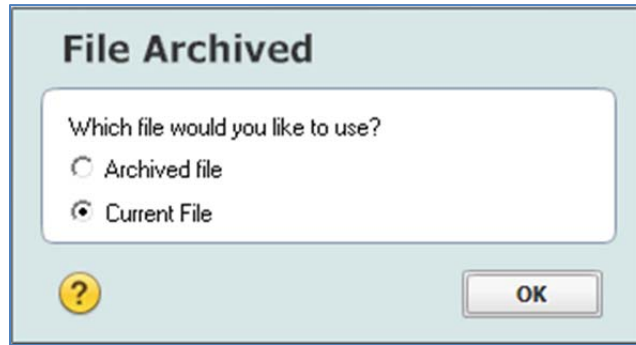 File Archived
Which file would you like to use?
Archived file
Current File
?
OK